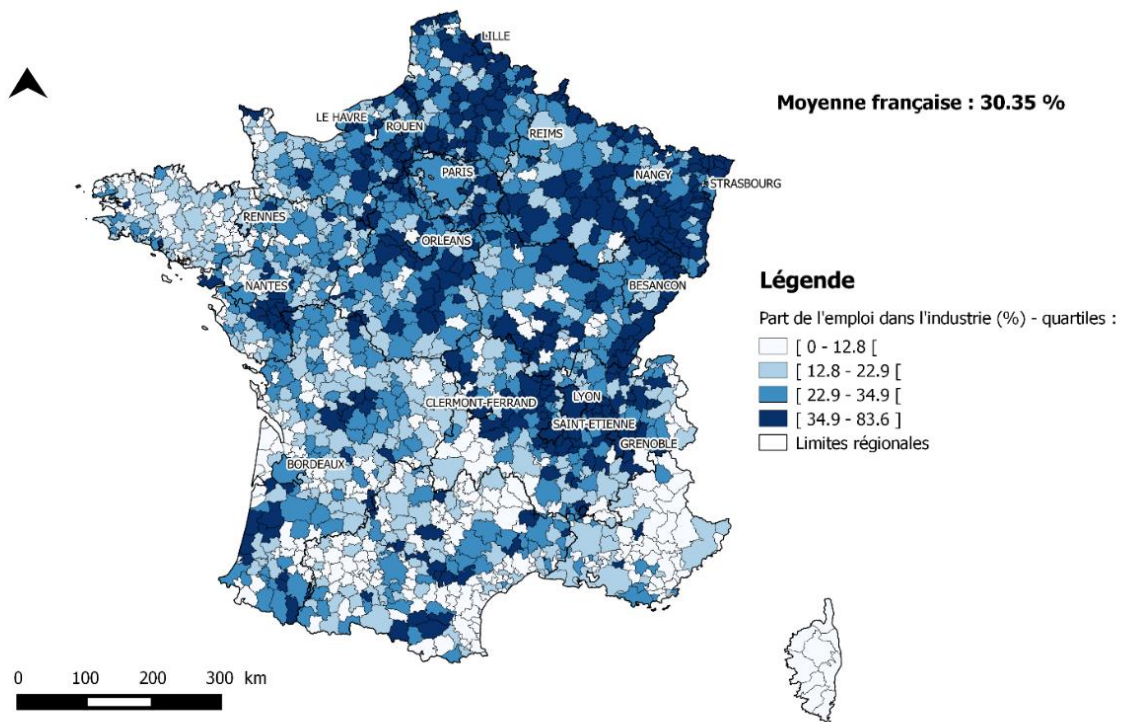 LILLE
Moyenne française : 30.35 %
LE HAVRE
ROUEN
REIMS
PARIS
NANCY
STRASBOURG
RENNES
ORLEANS
NANTES
BESANCON
Légende
Part de l'emploi dans l'industrie (%) - quartiles :
[ 0 - 12.8 [
[ 12.8 - 22.9 [
[ 22.9 - 34.9 [
[ 34.9 - 83.6 ]
Limites régionales
CLERMONT-FERRAND
LYON
SAINT-ETIENNE
GRENOBLE
BORDEAUX
0 100 200 300 km